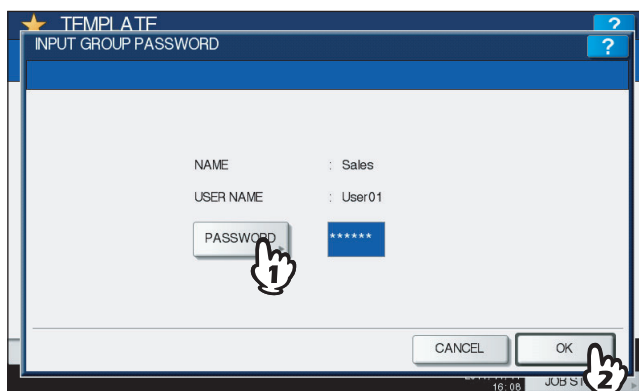 TEMPLATE ?
INPUT GROUP PASSWORD ?
NAME : Sales
USER NAME : User01
PASSWORD ******
1
CANCEL OK
2
16:08 JOB ST